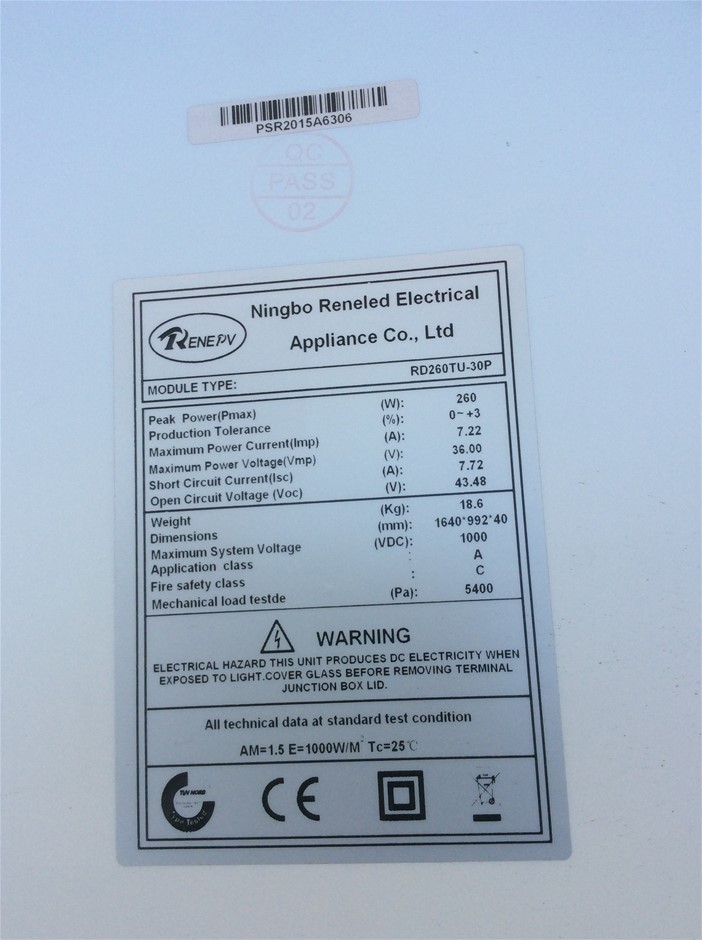 PSR2015A6306
QC
PASS
02
RENEPV
Ningbo Reneled Electrical
Appliance Co., Ltd
MODULE TYPE: RD260TU-30P
Peak Power(Pmax) (W): 260
Production Tolerance (%): 0~+3
Maximum Power Current(Imp) (A): 7.22
Maximum Power Voltage(Vmp) (V): 36.00
Short Circuit Current(Isc) (A): 7.72
Open Circuit Voltage (Voc) (V): 43.48
Weight (Kg): 18.6
Dimensions (mm): 1640*992*40
Maximum System Voltage (VDC): 1000
Application class : A
Fire safety class : C
Mechanical load testde (Pa): 5400
WARNING
ELECTRICAL HAZARD THIS UNIT PRODUCES DC ELECTRICITY WHEN
EXPOSED TO LIGHT.COVER GLASS BEFORE REMOVING TERMINAL
JUNCTION BOX LID.
All technical data at standard test condition
AM=1.5 E=1000W/M² Tc=25℃
TUV NORD
Type Tested
CE